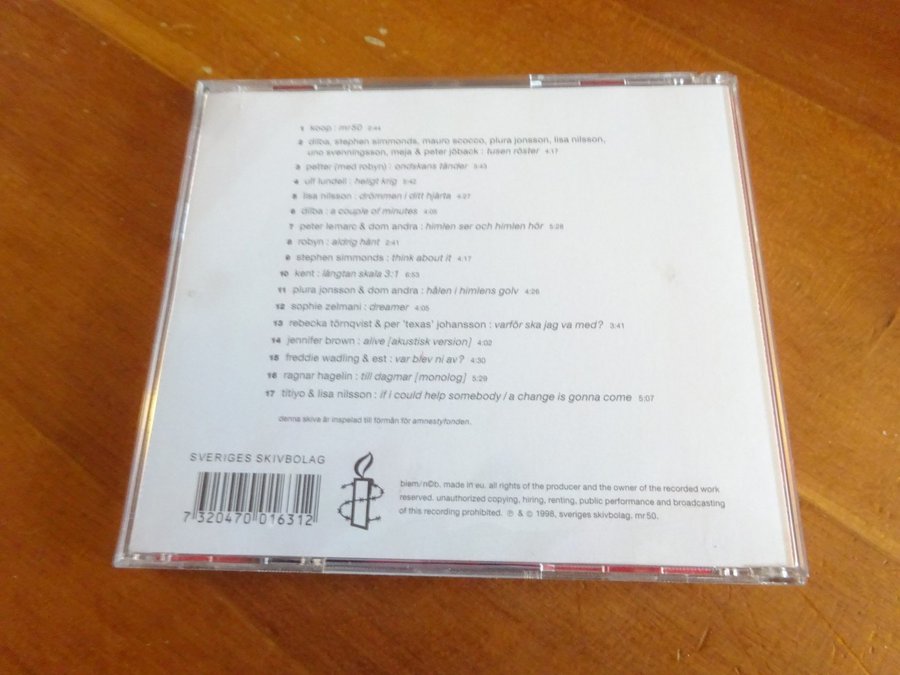 1 koop : mr50 2:44
2 dilba, stephen simmonds, mauro scocco, plura jonsson, lisa nilsson,
uno svenningsson, meja & peter jöback : tusen röster 4:17
3 petter (med robyn) : ondskans tänder 5:43
4 ulf lundell : heligt krig 5:42
5 lisa nilsson : drömmen i ditt hjärta 4:27
6 dilba : a couple of minutes 4:05
7 peter lemarc & dom andra : himlen ser och himlen hör 5:28
8 robyn : aldrig hänt 2:41
9 stephen simmonds : think about it 4:17
10 kent : längtan skala 3:1 6:53
11 plura jonsson & dom andra : hålen i himlens golv 4:26
12 sophie zelmani : dreamer 4:05
13 rebecka törnqvist & per 'texas' johansson : varför ska jag va med? 3:41
14 jennifer brown : alive [akustisk version] 4:02
15 freddie wadling & est : var blev ni av? 4:30
16 ragnar hagelin : till dagmar [monolog] 5:29
17 titiyo & lisa nilsson : if i could help somebody / a change is gonna come 5:07
denna skiva är inspelad till förmån för amnestyfonden.
SVERIGES SKIVBOLAG
7 320470 016312
biem/n©b. made in eu. all rights of the producer and the owner of the recorded work
reserved. unauthorized copying, hiring, renting, public performance and broadcasting
of this recording prohibited. ℗ & © 1998, sveriges skivbolag. mr50.